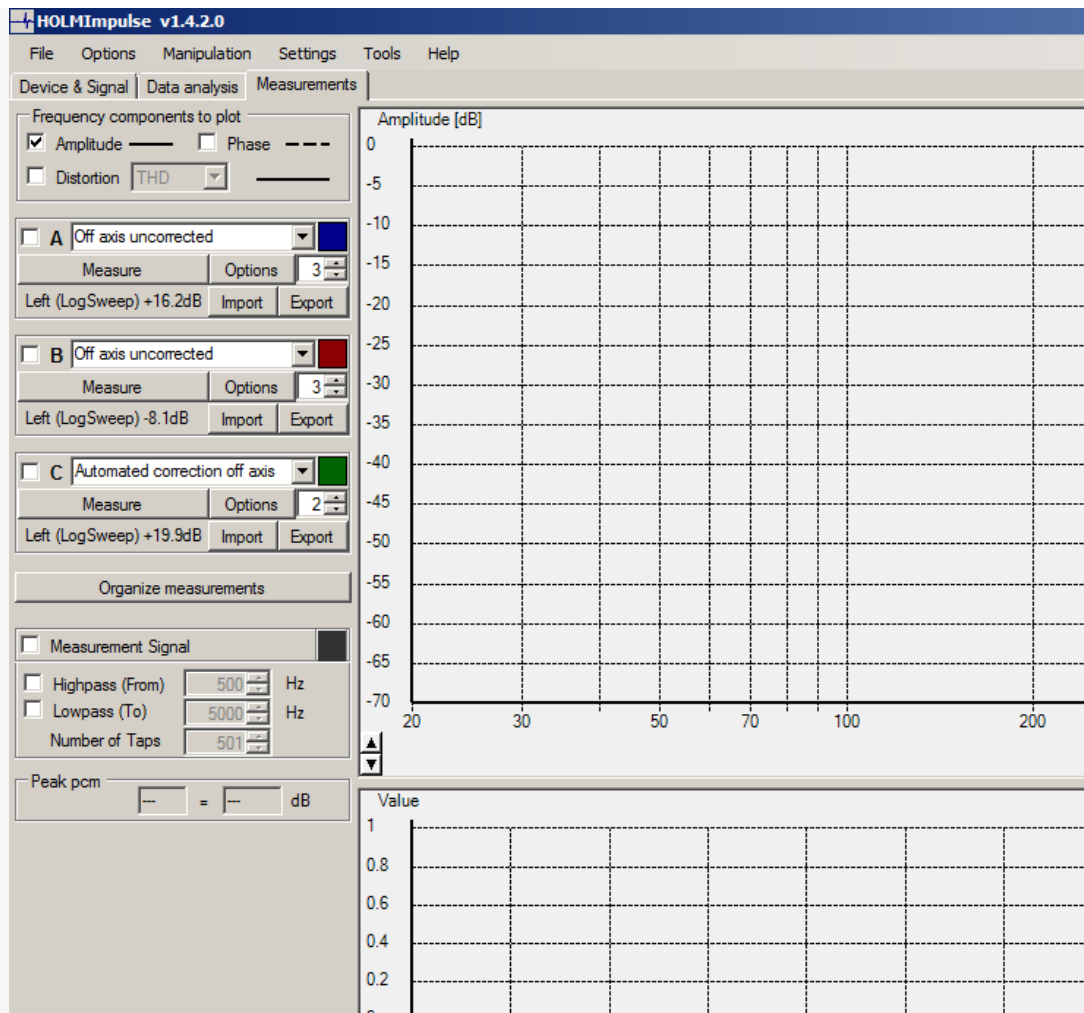 HOLMImpulse v1.4.2.0
File Options Manipulation Settings Tools Help
Device & Signal Data analysis Measurements
Frequency components to plot
Amplitude Phase
Distortion THD
A Off axis uncorrected
Measure Options 3
Left (LogSweep) +16.2dB Import Export
B Off axis uncorrected
Measure Options 3
Left (LogSweep) -8.1dB Import Export
C Automated correction off axis
Measure Options 2
Left (LogSweep) +19.9dB Import Export
Organize measurements
Measurement Signal
Highpass (From) 500 Hz
Lowpass (To) 5000 Hz
Number of Taps 501
Peak pcm
--- = --- dB
Amplitude [dB]
0
-5
-10
-15
-20
-25
-30
-35
-40
-45
-50
-55
-60
-65
-70
20 30 50 70 100 200
Value
1
0.8
0.6
0.4
0.2